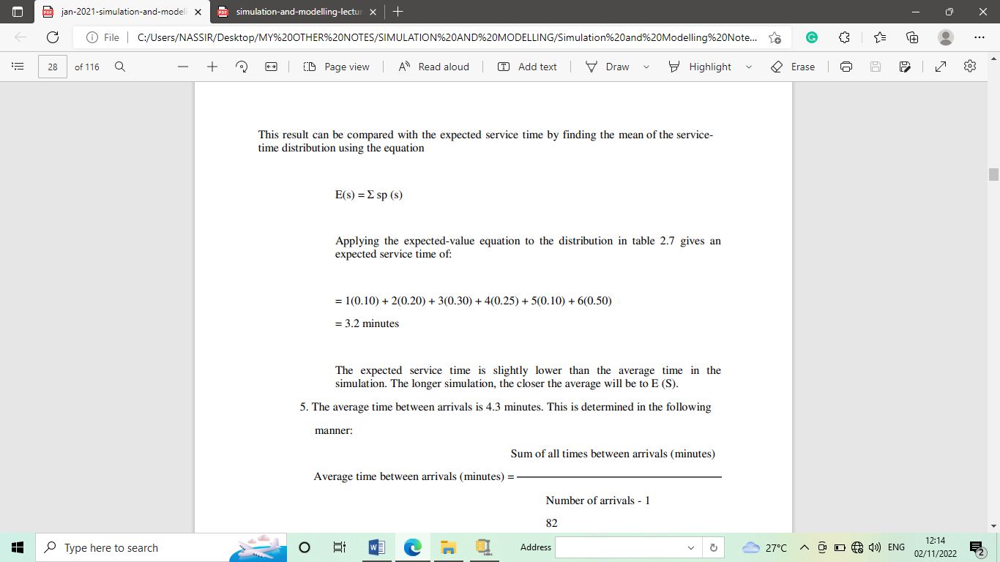 jan-2021-simulation-and-modeli
simulation-and-modelling-lectur
File
C:/Users/NASSIR/Desktop/MY%20OTHER%20NOTES/SIMULATION%20AND%20MODELLING/Simulation%20and%20Modelling%20Note...
28 of 116
Page view
Read aloud
Add text
Draw
Highlight
Erase
This result can be compared with the expected service time by finding the mean of the service-
time distribution using the equation
E(s) = Σ sp (s)
Applying the expected-value equation to the distribution in table 2.7 gives an
expected service time of:
= 1(0.10) + 2(0.20) + 3(0.30) + 4(0.25) + 5(0.10) + 6(0.50)
= 3.2 minutes
The expected service time is slightly lower than the average time in the
simulation. The longer simulation, the closer the average will be to E (S).
5. The average time between arrivals is 4.3 minutes. This is determined in the following
manner:
Sum of all times between arrivals (minutes)
Average time between arrivals (minutes) =
Number of arrivals - 1
82
Type here to search
Address
27°C
ENG
12:14
02/11/2022
2